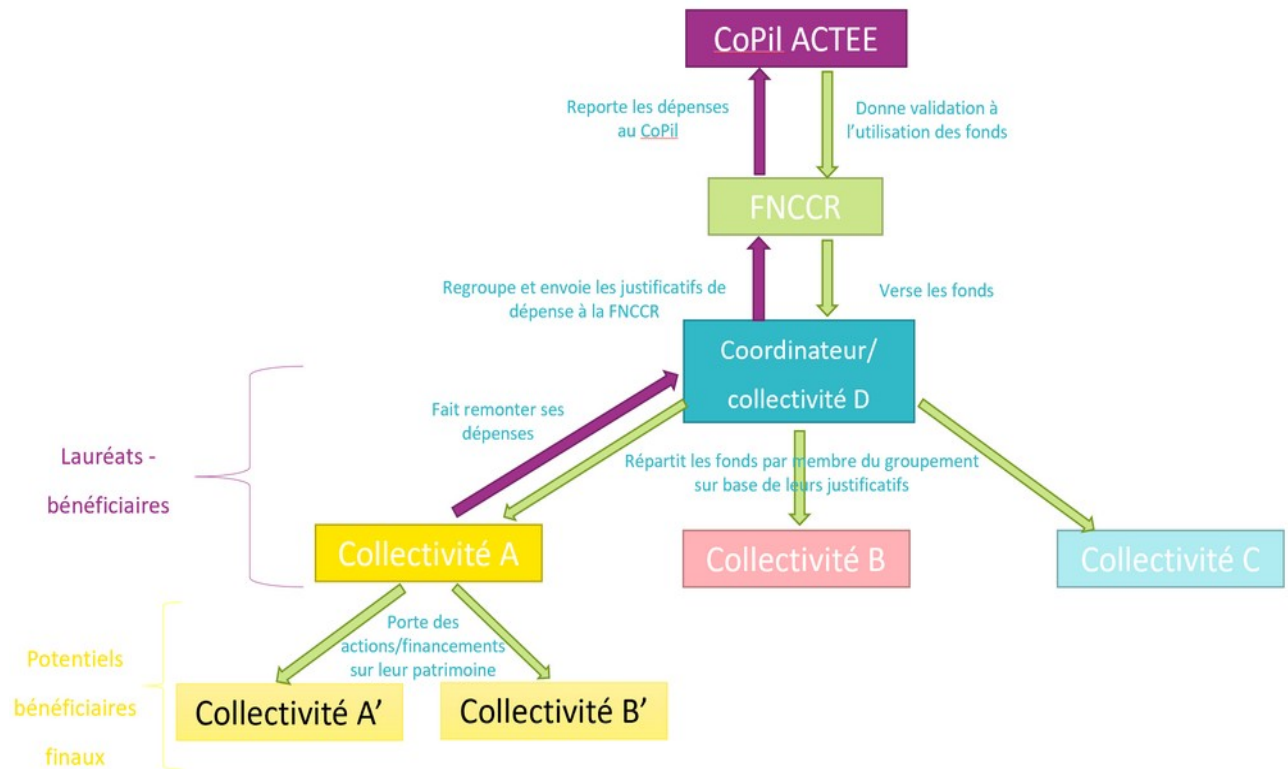 CoPil ACTEE
Reporte les dépenses
au CoPil
Donne validation à
l'utilisation des fonds
FNCCR
Regroupe et envoie les justificatifs de
dépense à la FNCCR
Verse les fonds
Coordinateur/
collectivité D
Fait remonter ses
dépenses
Répartit les fonds par membre du groupement
sur base de leurs justificatifs
Lauréats -
bénéficiaires
Collectivité A
Collectivité B
Collectivité C
Porte des
actions/financements
sur leur patrimoine
Potentiels
bénéficiaires
finaux
Collectivité A'
Collectivité B'